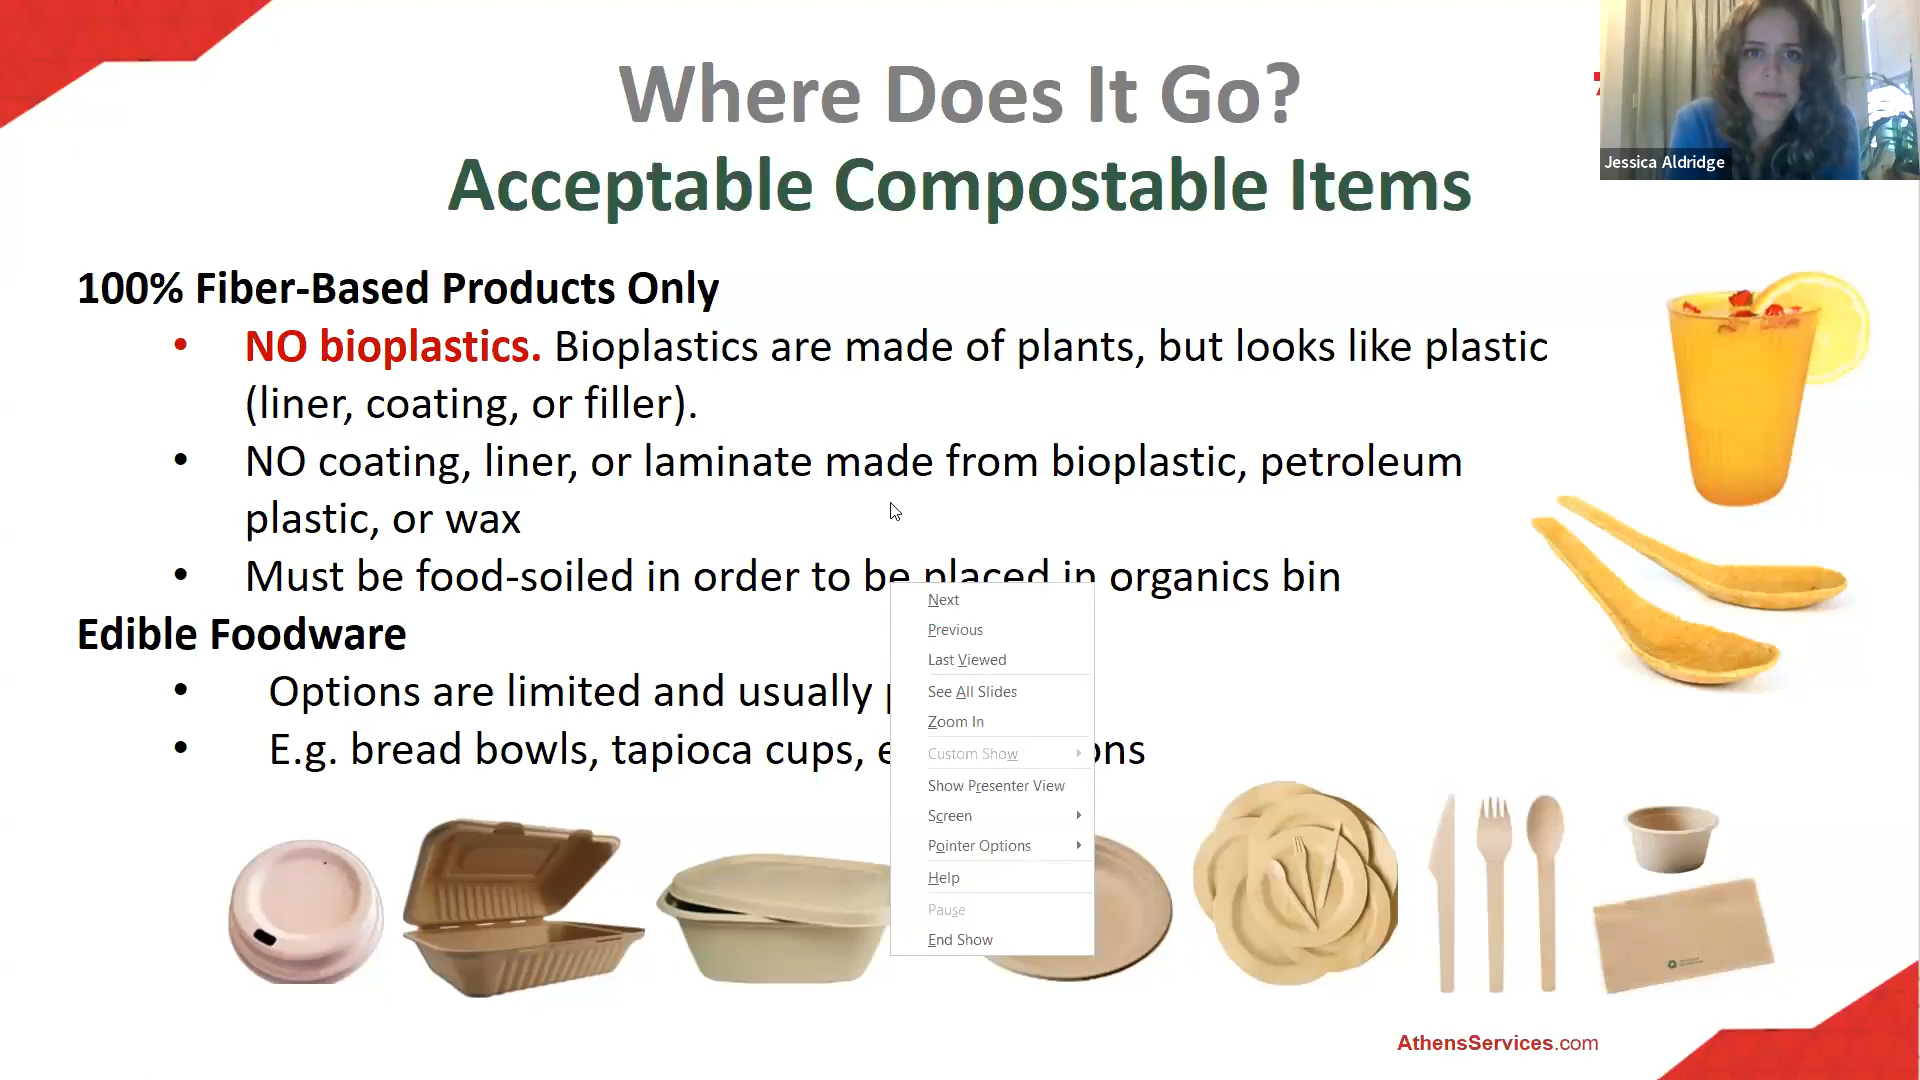 Where Does It Go?
Acceptable Compostable Items
Jessica Aldridge
100% Fiber-Based Products Only
• NO bioplastics. Bioplastics are made of plants, but looks like plastic
(liner, coating, or filler).
• NO coating, liner, or laminate made from bioplastic, petroleum
plastic, or wax
• Must be food-soiled in order to be placed in organics bin
Edible Foodware
• Options are limited and usually
• E.g. bread bowls, tapioca cups,
Next
Previous
Last Viewed
See All Slides
Zoom In
Custom Show
Show Presenter View
Screen
Pointer Options
Help
Pause
End Show
AthensServices.com